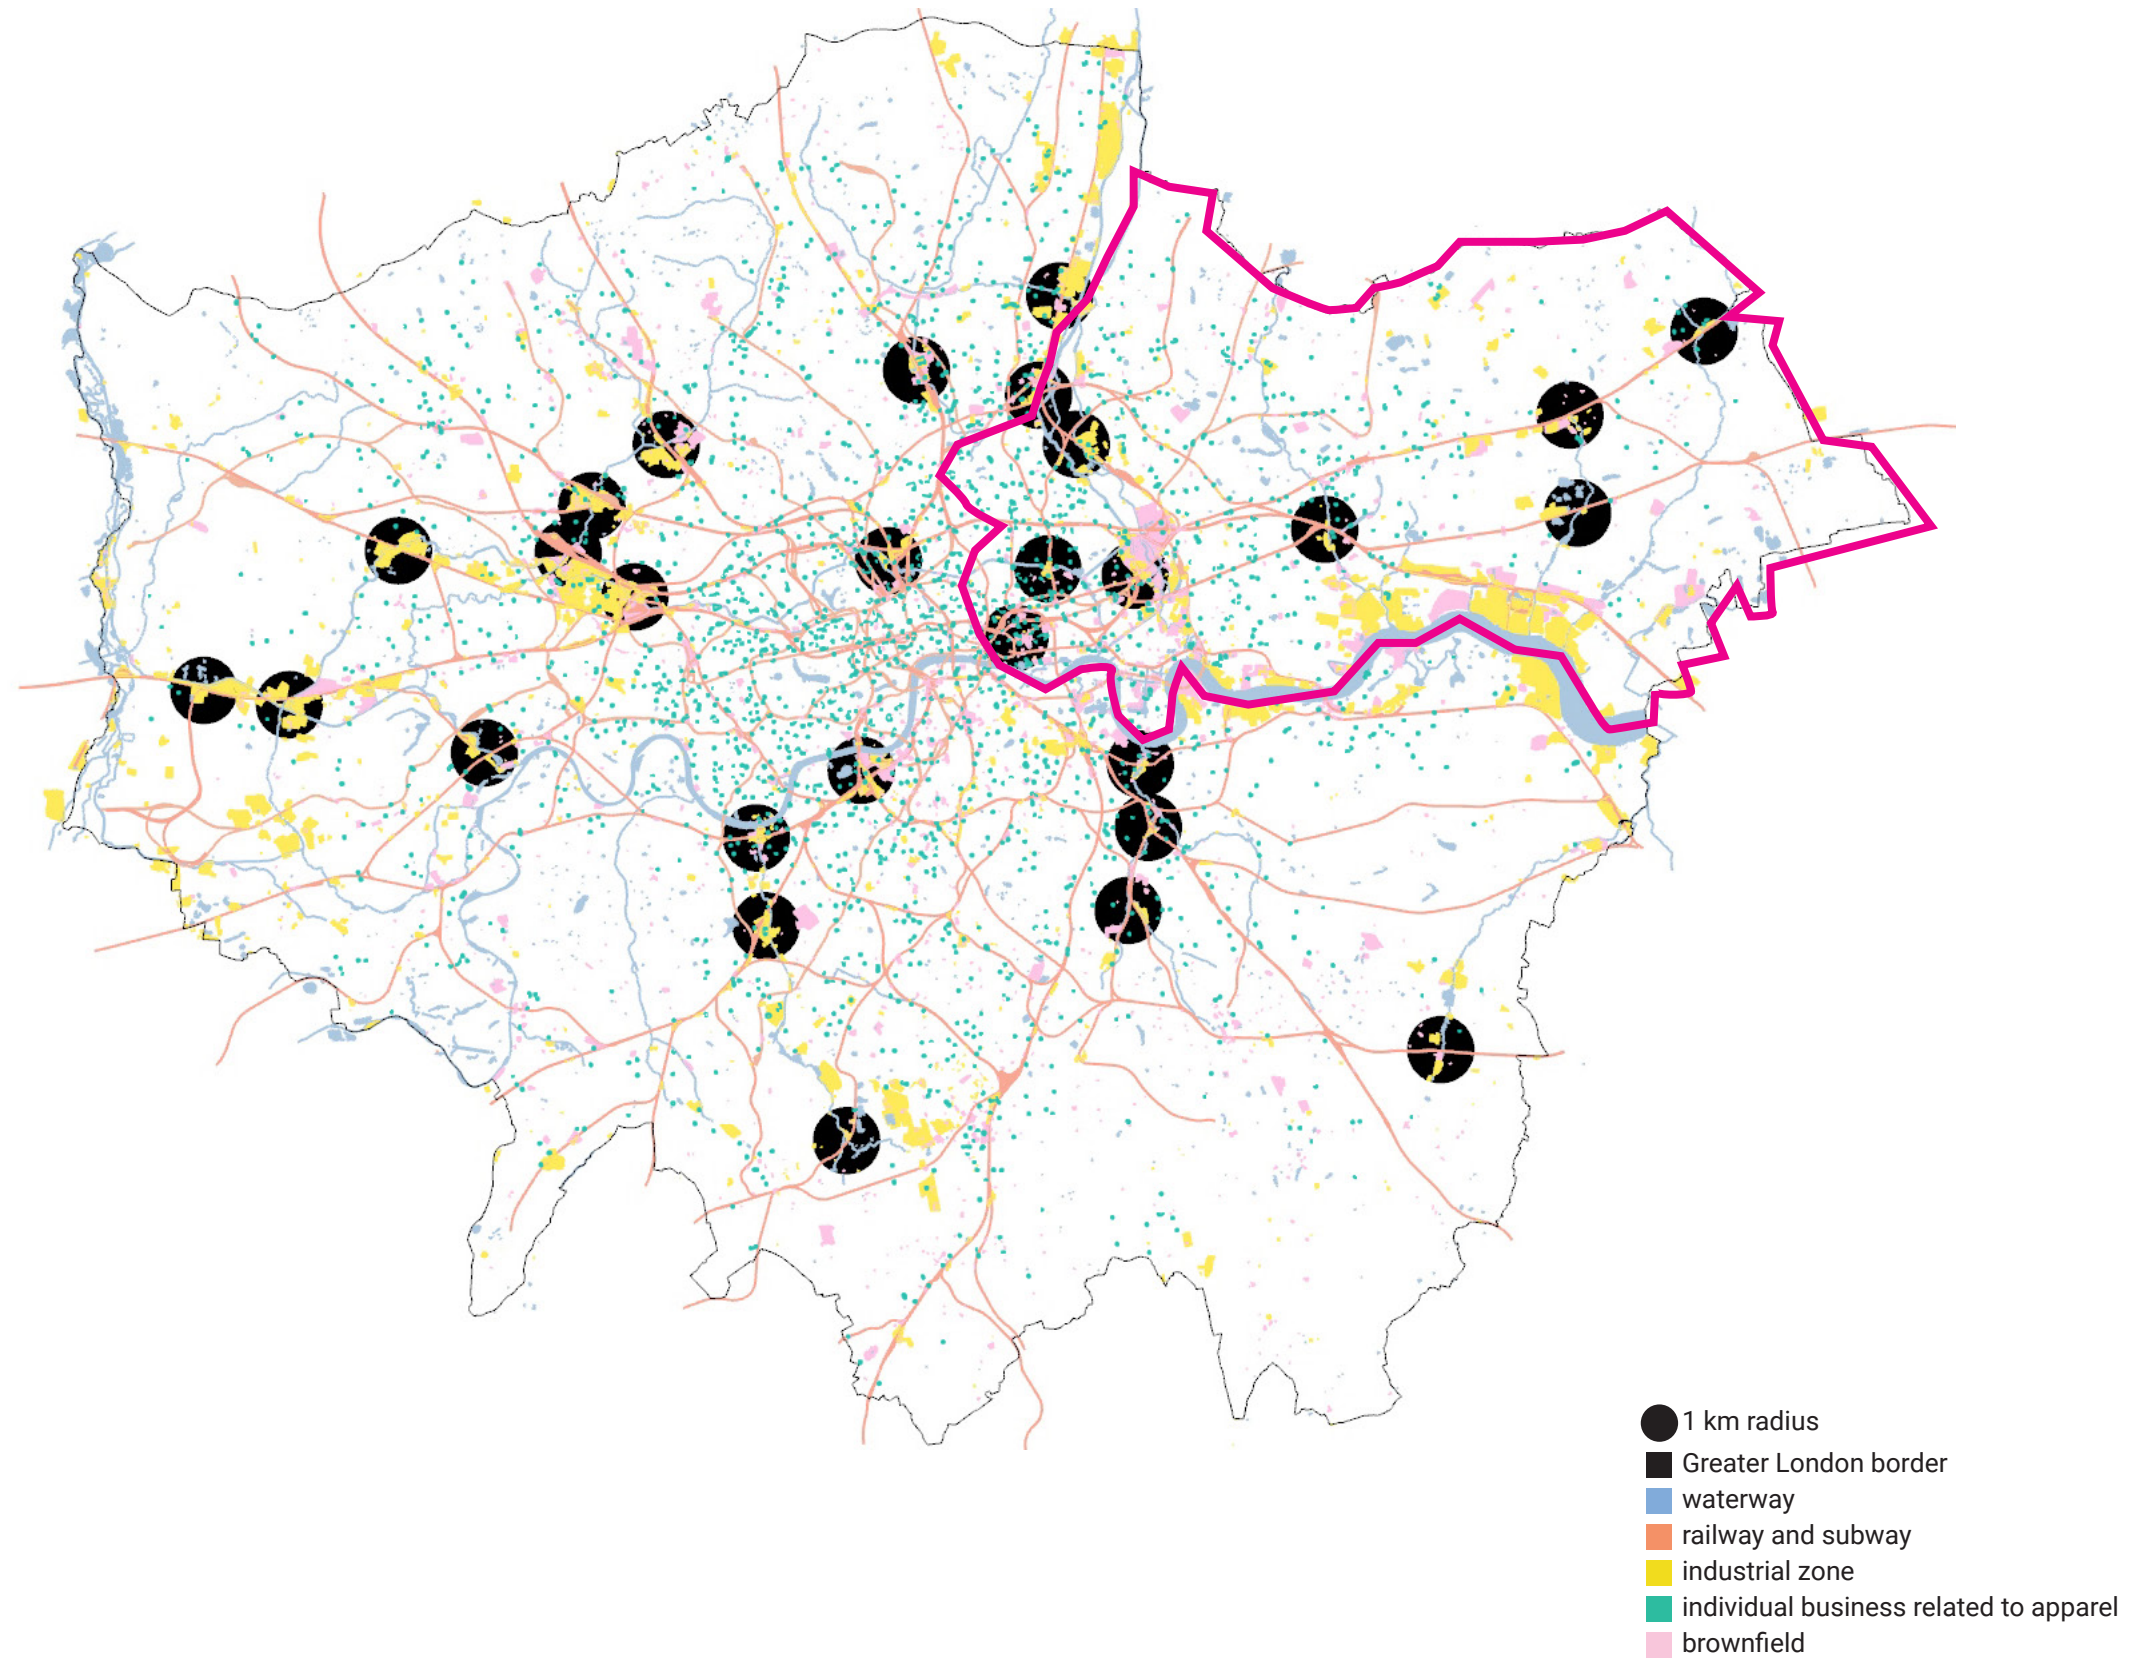 1 km radius
Greater London border
waterway
railway and subway
industrial zone
individual business related to apparel
brownfield